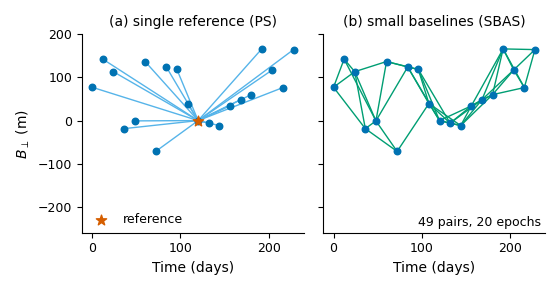 (a) single reference (PS)
(b) small baselines (SBAS)
B⊥ (m)
200
100
0
−100
−200
reference
49 pairs, 20 epochs
0 100 200
0 100 200
Time (days)
Time (days)